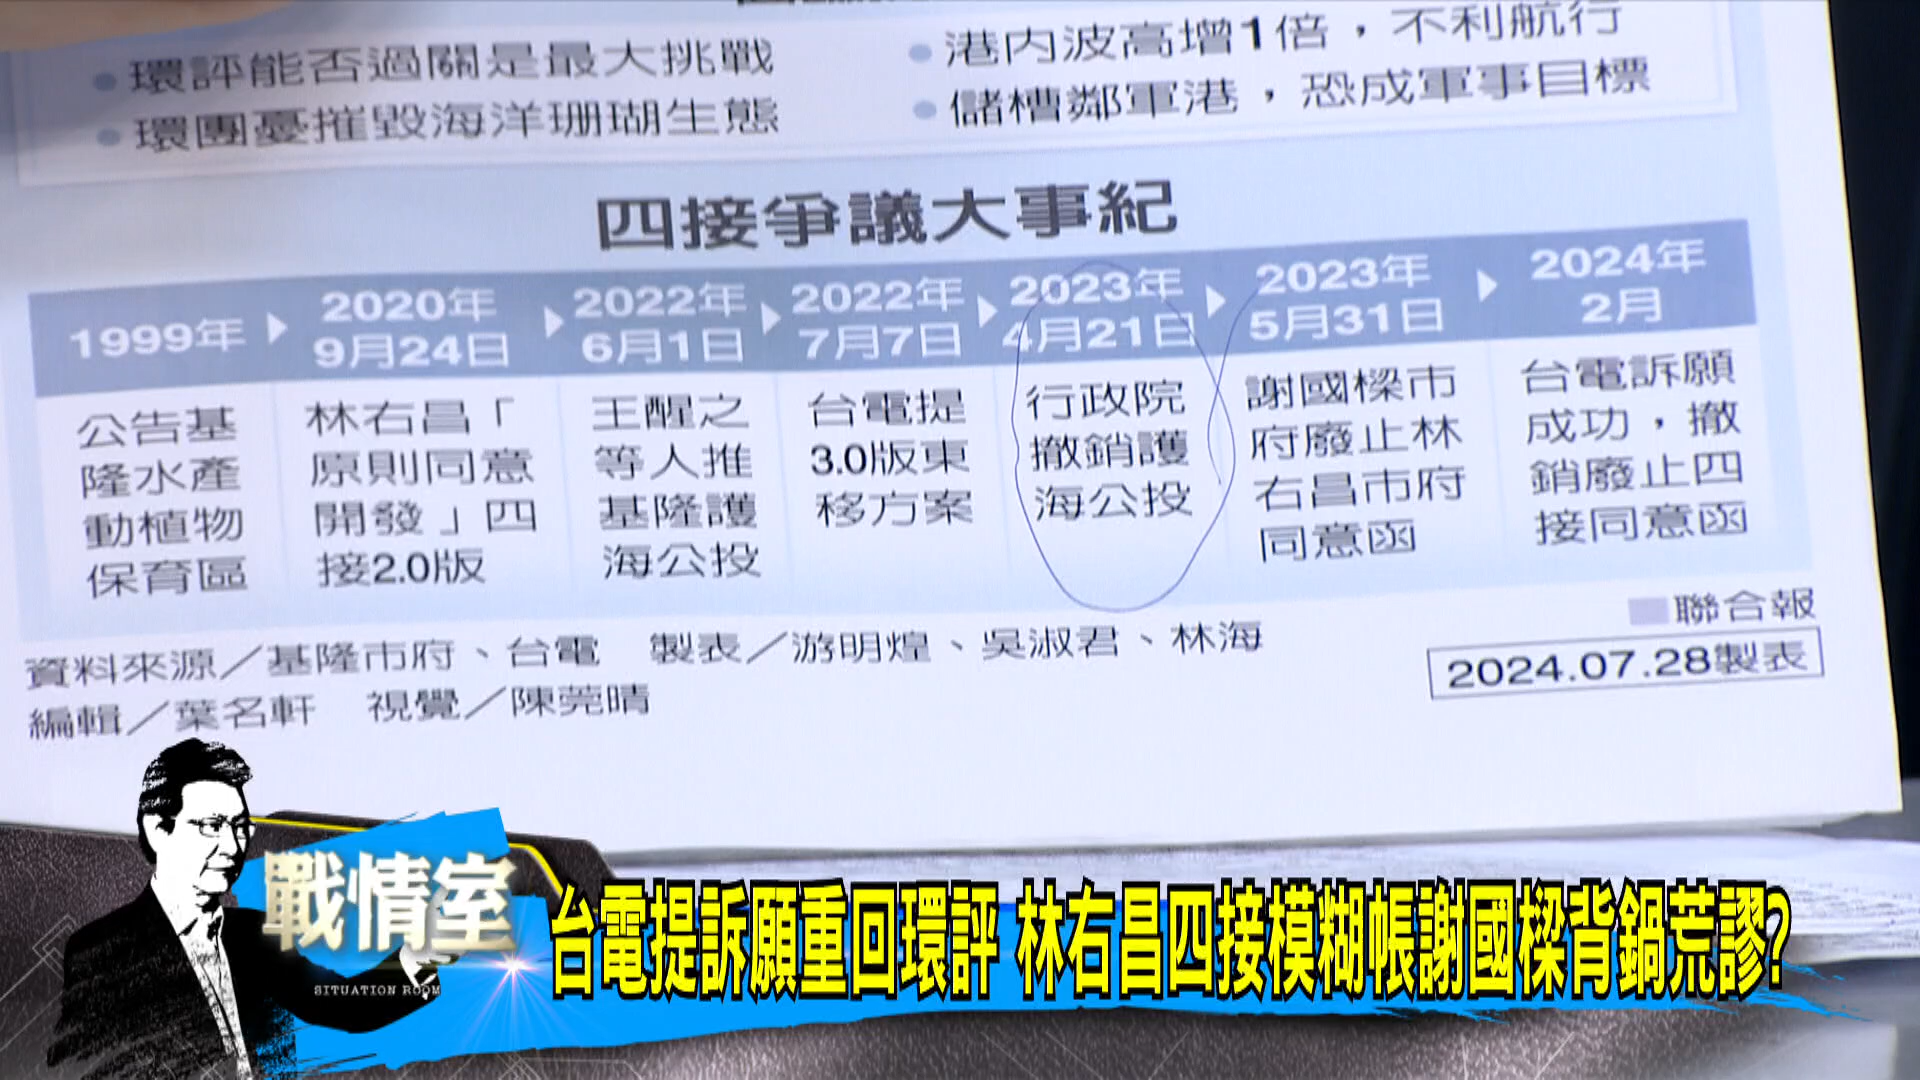 •環評能否過關是最大挑戰
•環團憂摧毀海洋珊瑚生態
•港內波高增1倍，不利航行
•儲槽鄰軍港，恐成軍事目標
四接爭議大事紀
1999年
公告基
隆水產
動植物
保育區
2020年
9月24日
林右昌「
原則同意
開發」四
接2.0版
2022年
6月1日
王醒之
等人推
基隆護
海公投
2022年
7月7日
台電提
3.0版東
移方案
2023年
4月21日
行政院
撤銷護
海公投
2023年
5月31日
謝國樑市
府廢止林
右昌市府
同意函
2024年
2月
台電訴願
成功，撤
銷廢止四
接同意函
資料來源／基隆市府、台電　製表／游明煌、吳淑君、林海
編輯／葉名軒　視覺／陳莞晴
聯合報
2024.07.28製表
戰情室
SITUATION ROOM
台電提訴願重回環評 林右昌四接模糊帳謝國樑背鍋荒謬?